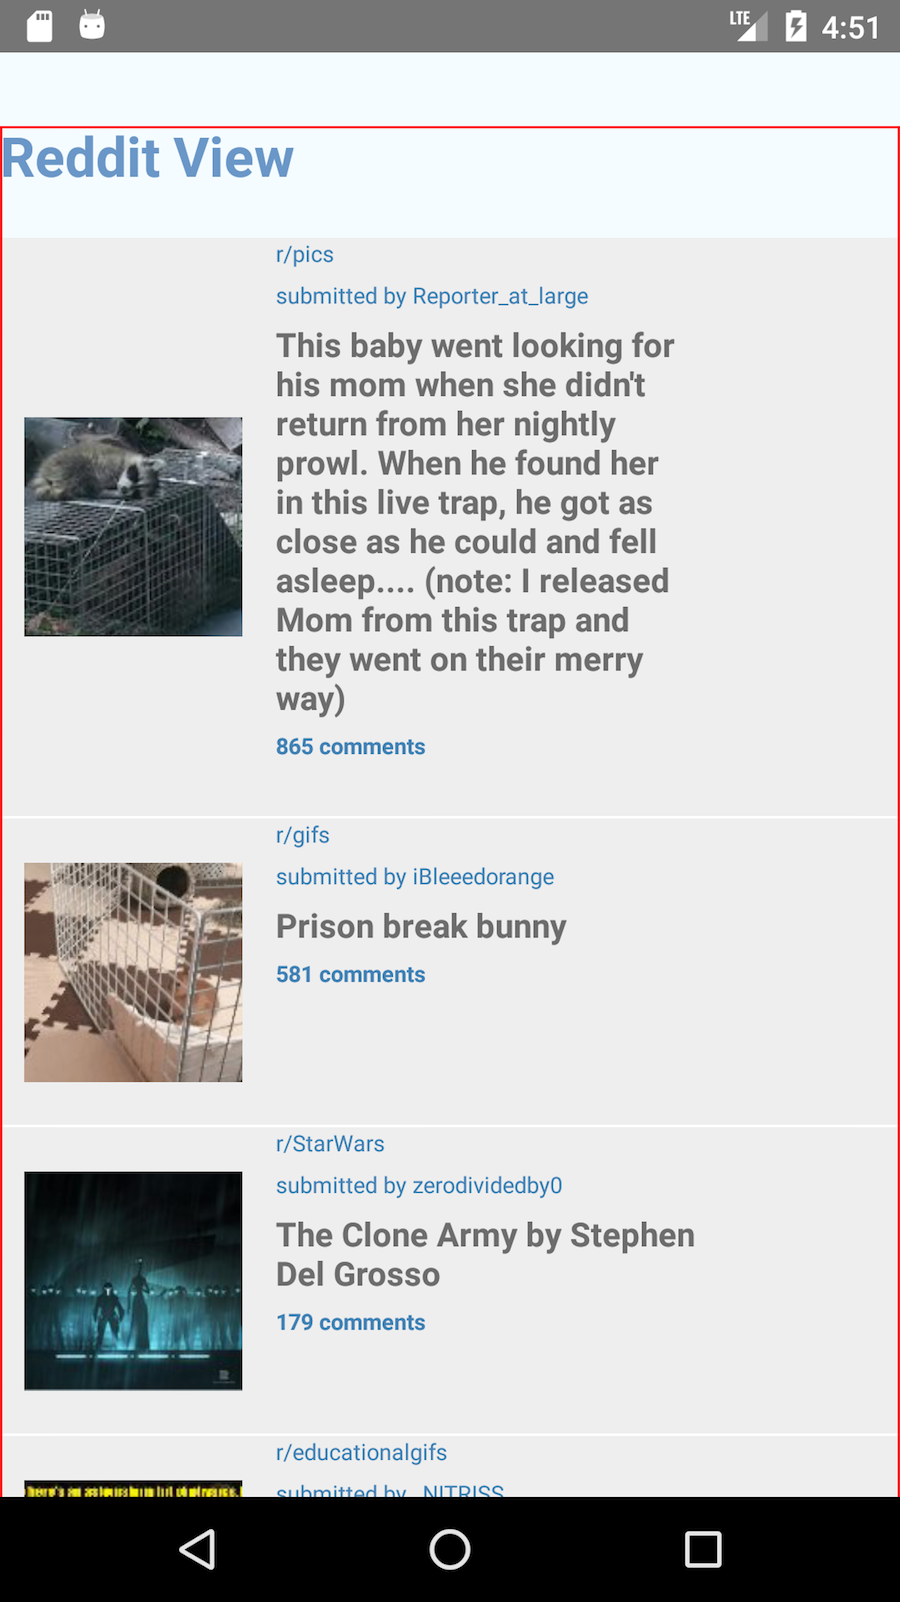 LTE 4:51
Reddit View
r/pics
submitted by Reporter_at_large
This baby went looking for
his mom when she didn't
return from her nightly
prowl. When he found her
in this live trap, he got as
close as he could and fell
asleep.... (note: I released
Mom from this trap and
they went on their merry
way)
865 comments
r/gifs
submitted by iBleeedorange
Prison break bunny
581 comments
r/StarWars
submitted by zerodividedby0
The Clone Army by Stephen
Del Grosso
179 comments
r/educationalgifs
submitted by _NITRISS